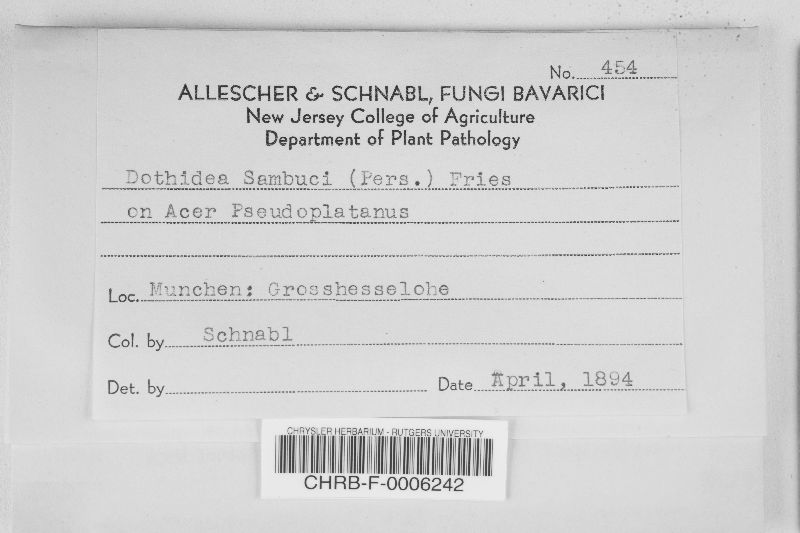 No. 454
ALLESCHER & SCHNABL, FUNGI BAVARICI
New Jersey College of Agriculture
Department of Plant Pathology
Dothidea Sambuci (Pers.) Fries
on Acer Pseudoplatanus
Loc. Munchen: Grosshesselohe
Col. by Schnabl
Det. by Date April, 1894
CHRYSLER HERBARIUM - RUTGERS UNIVERSITY
CHRB-F-0006242